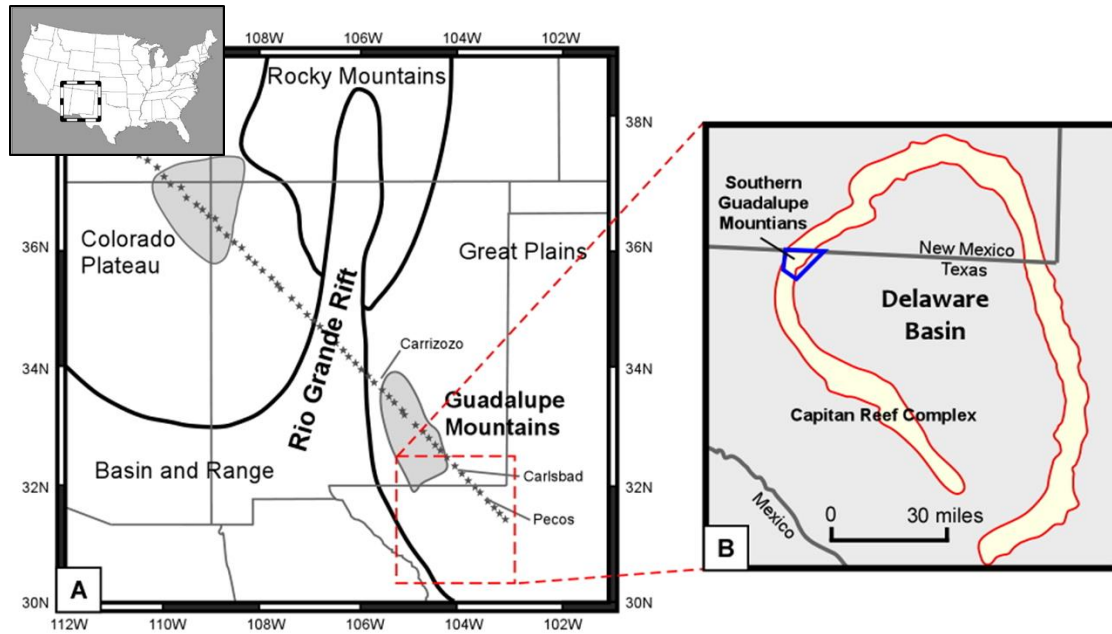 108W 106W 104W 102W
Rocky Mountains
38N
36N
Colorado
Plateau
Great Plains
36N
Rio Grande Rift
Carrizozo
34N
34N
Guadalupe
Mountains
Basin and Range
Carlsbad
32N
32N
Pecos
A
30N
30N
112W 110W 108W 106W 104W 102W
Southern
Guadalupe
Mountians
New Mexico
Texas
Delaware
Basin
Capitan Reef Complex
Mexico
0 30 miles
B